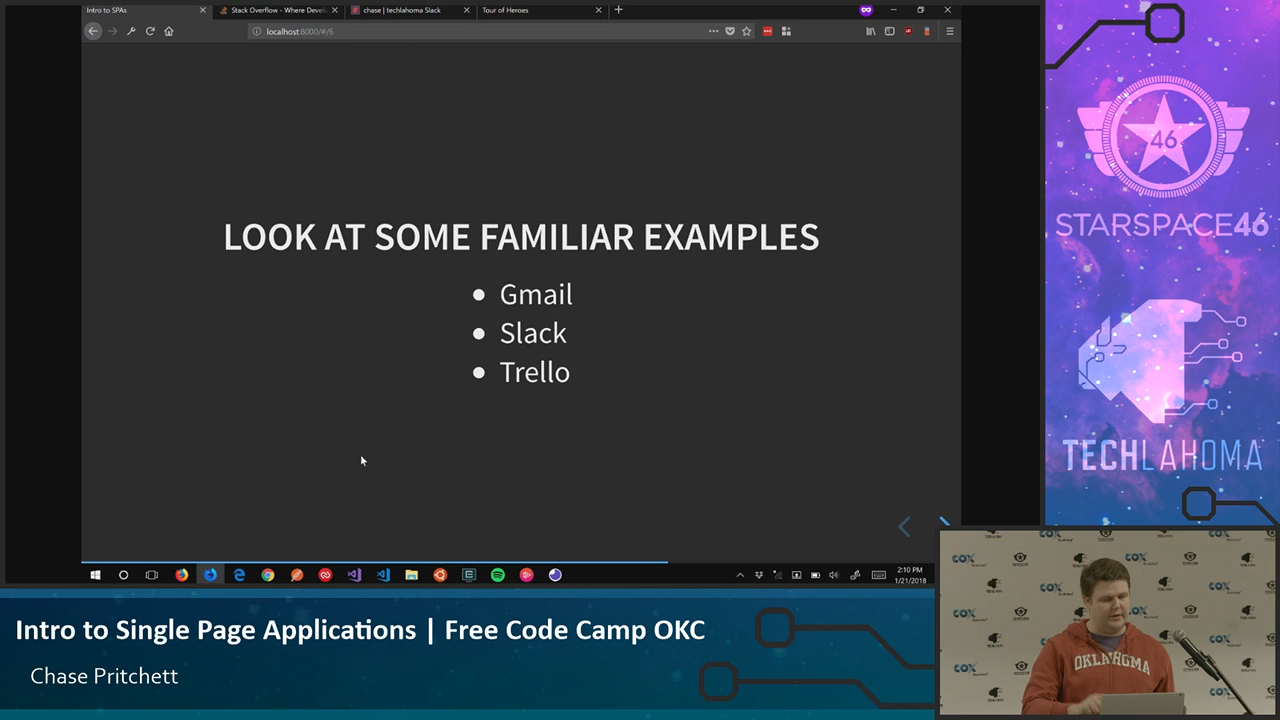 Intro to SPAs
Stack Overflow - Where Devel
chase | techlahoma Slack
Tour of Heroes
localhost:8000/#/6
LOOK AT SOME FAMILIAR EXAMPLES
Gmail
Slack
Trello
2:10 PM
1/21/2018
46
STARSPACE46
TECHLAHOMA
COX
OKLAHOMA
Intro to Single Page Applications | Free Code Camp OKC
Chase Pritchett